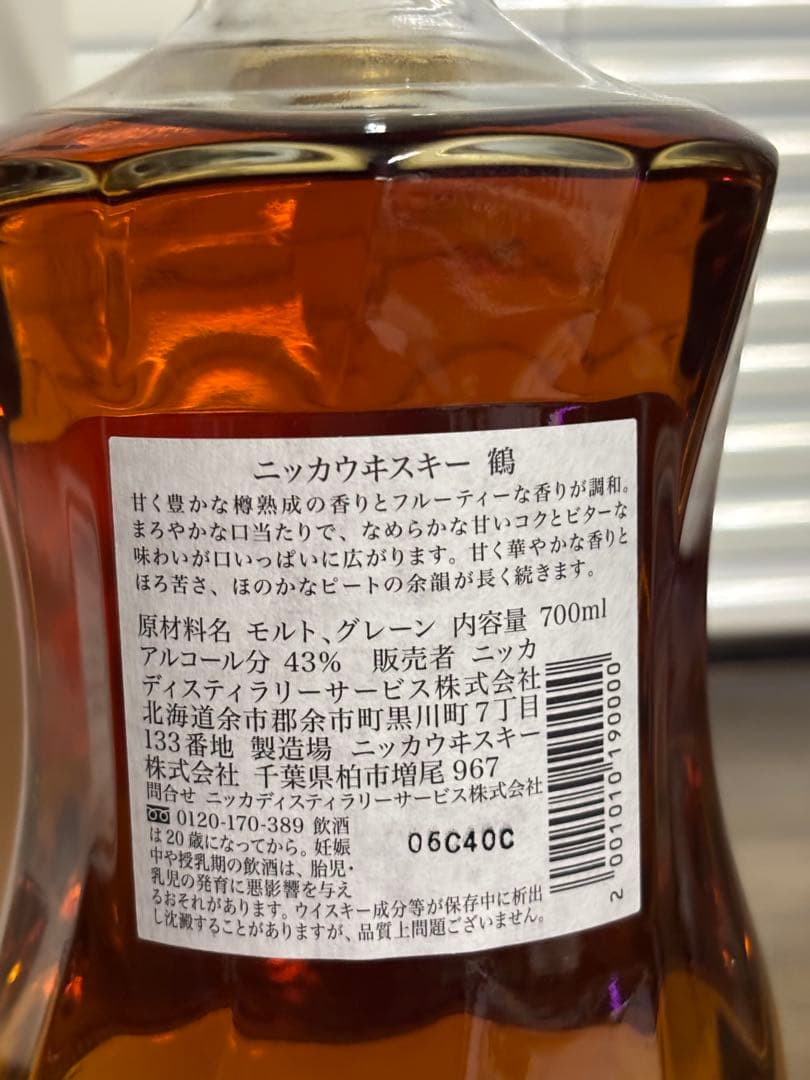 ニッカウヰスキー 鶴
甘く豊かな樽熟成の香りとフルーティーな香りが調和。
まろやかな口当たりで、なめらかな甘いコクとビターな
味わいが口いっぱいに広がります。甘く華やかな香りと
ほろ苦さ、ほのかなピートの余韻が長く続きます。
原材料名 モルト、グレーン 内容量 700ml
アルコール分 43% 販売者 ニッカ
ディスティラリーサービス株式会社
北海道余市郡余市町黒川町7丁目
133番地 製造場 ニッカウヰスキー
株式会社 千葉県柏市増尾967
問合せ ニッカディスティラリーサービス株式会社
0120-170-389 飲酒
は20歳になってから。妊娠
中や授乳期の飲酒は、胎児・
乳児の発育に悪影響を与え
るおそれがあります。ウイスキー成分等が保存中に析出
し沈澱することがありますが、品質上問題ございません。
06C40C
2 001010 190000